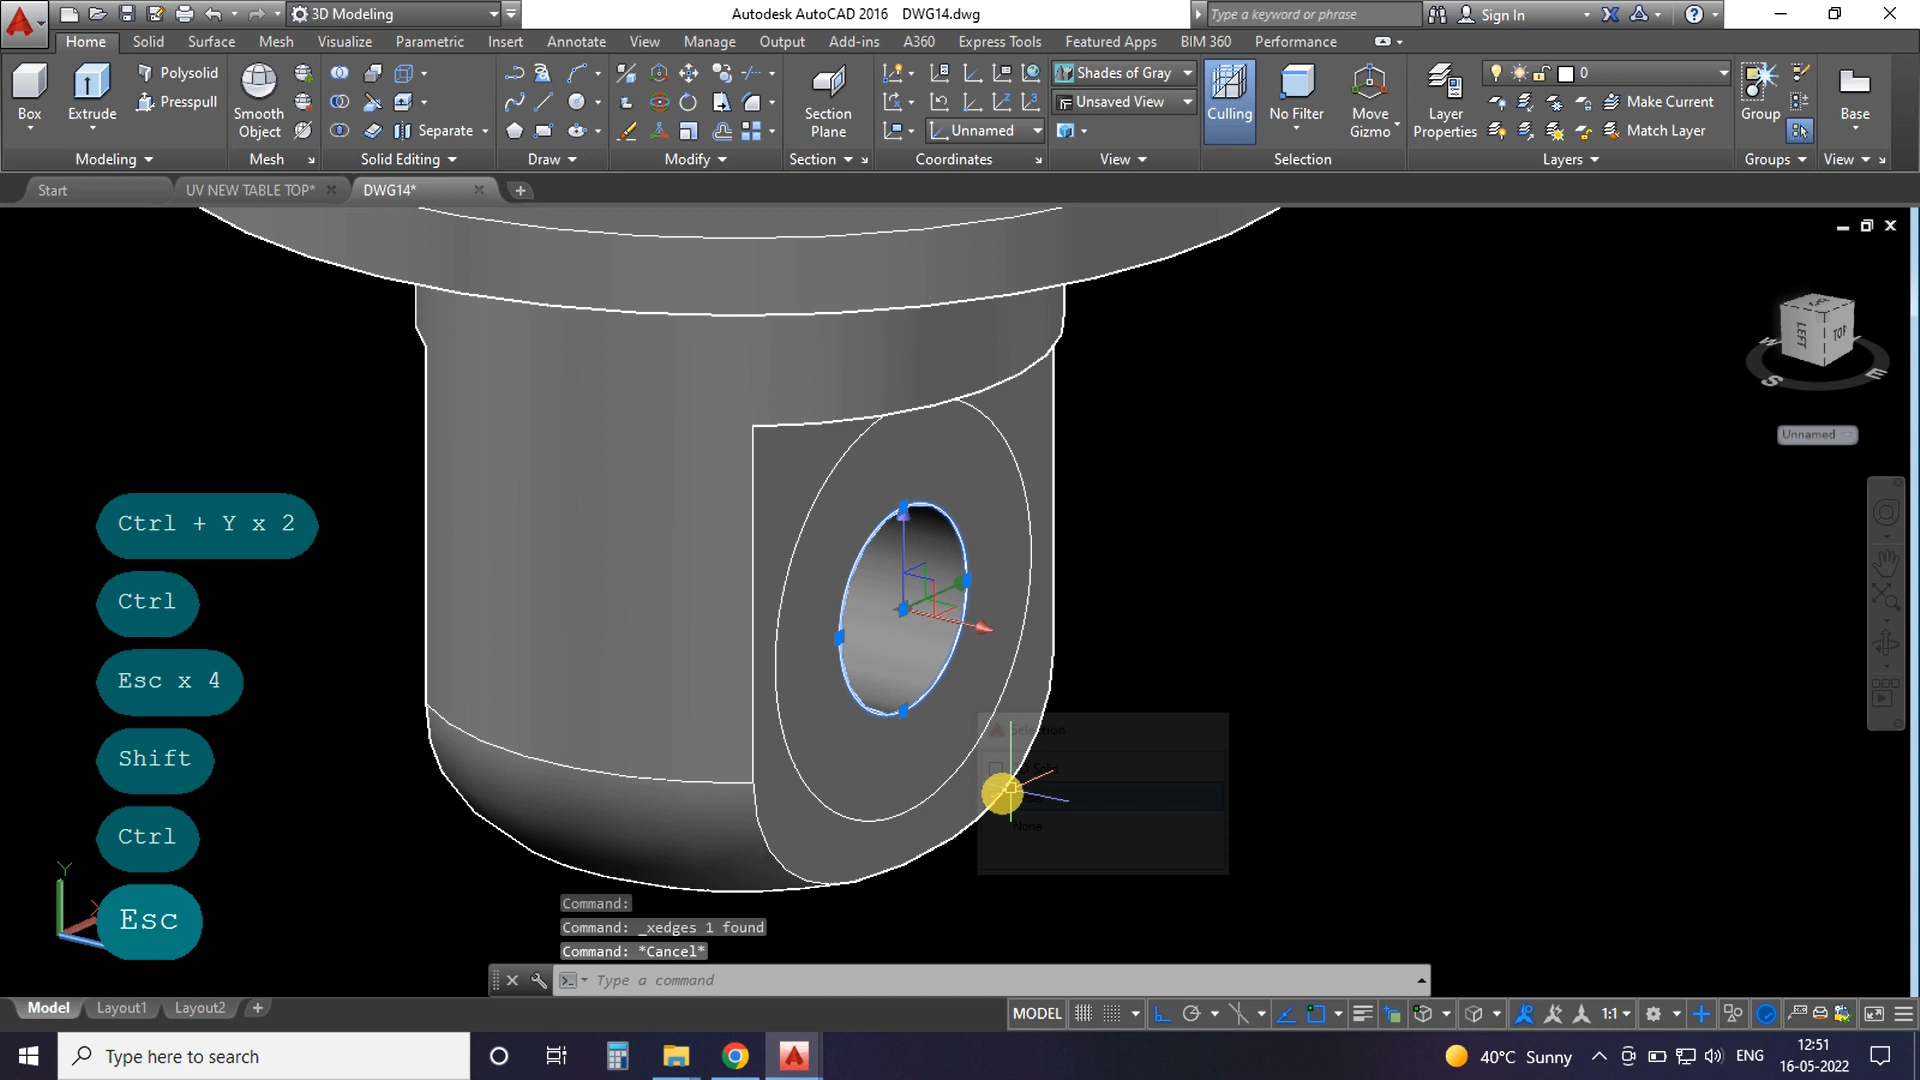 3D Modeling
Autodesk AutoCAD 2016 DWG14.dwg
Type a keyword or phrase
Sign In
Home Solid Surface Mesh Visualize Parametric Insert Annotate View Manage Output Add-ins A360 Express Tools Featured Apps BIM 360 Performance
Box
Extrude
Polysolid
Presspull
Smooth
Object
Separate
Section
Plane
Unnamed
Shades of Gray
Unsaved View
Culling
No Filter
Move
Gizmo
Layer
Properties
0
Make Current
Match Layer
Group
Base
Modeling
Mesh
Solid Editing
Draw
Modify
Section
Coordinates
View
Selection
Layers
Groups
View
Start
UV NEW TABLE TOP*
DWG14*
LEFT
TOP
W
S
E
Unnamed
Ctrl + Y x 2
Ctrl
Esc x 4
Shift
Ctrl
Esc
Selection
Solid
None
Y
X
Command:
Command: _xedges 1 found
Command: *Cancel*
Type a command
Model Layout1 Layout2
MODEL
1:1
Type here to search
40°C Sunny
ENG
12:51
16-05-2022